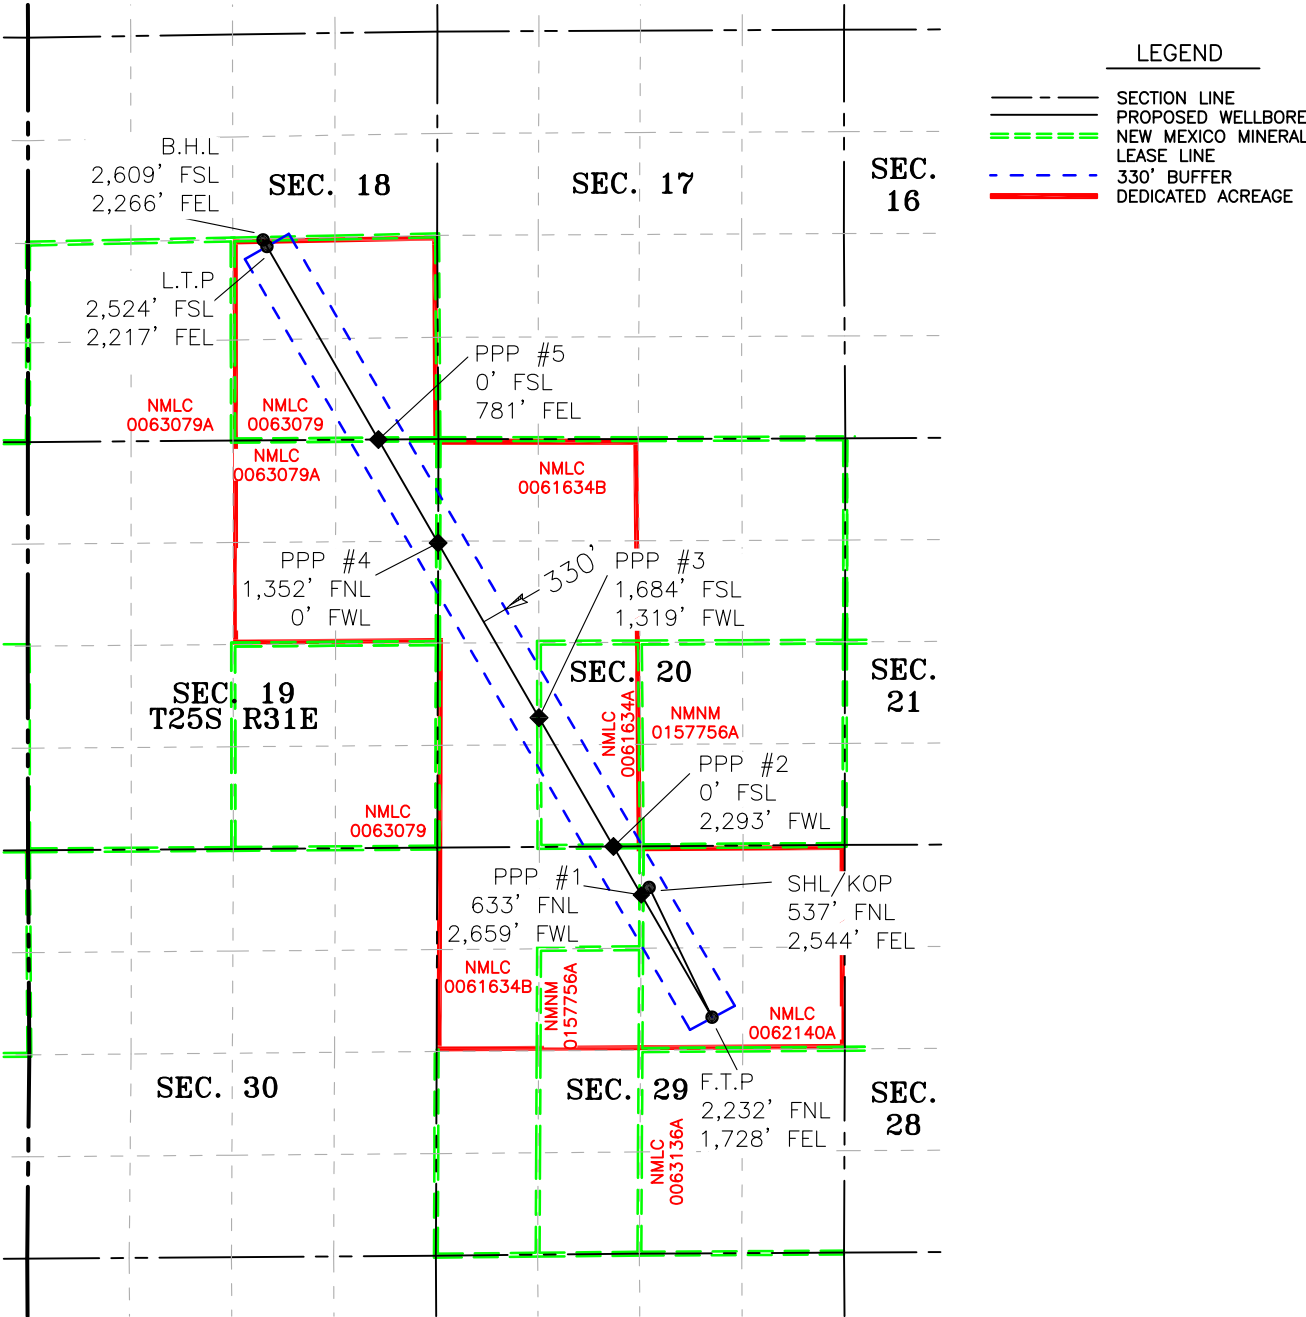 LEGEND
SECTION LINE
PROPOSED WELLBORE
NEW MEXICO MINERAL
LEASE LINE
330' BUFFER
DEDICATED ACREAGE
B.H.L
2,609' FSL
2,266' FEL
SEC. 18
SEC. 17
SEC.
16
L.T.P
2,524' FSL
2,217' FEL
PPP #5
0' FSL
781' FEL
NMLC
0063079A
NMLC
0063079
NMLC
0063079A
NMLC
0061634B
PPP #4
1,352' FNL
0' FWL
330'
PPP #3
1,684' FSL
1,319' FWL
SEC. 19
T25S R31E
SEC. 20
SEC.
21
NMLC
0061634A
NMNM
0157756A
PPP #2
0' FSL
2,293' FWL
NMLC
0063079
PPP #1
633' FNL
2,659' FWL
SHL/KOP
537' FNL
2,544' FEL
NMLC
0061634B
NMNM
0157756A
NMLC
0062140A
SEC. 30
SEC. 29
F.T.P
2,232' FNL
1,728' FEL
SEC.
28
NMLC
0063136A